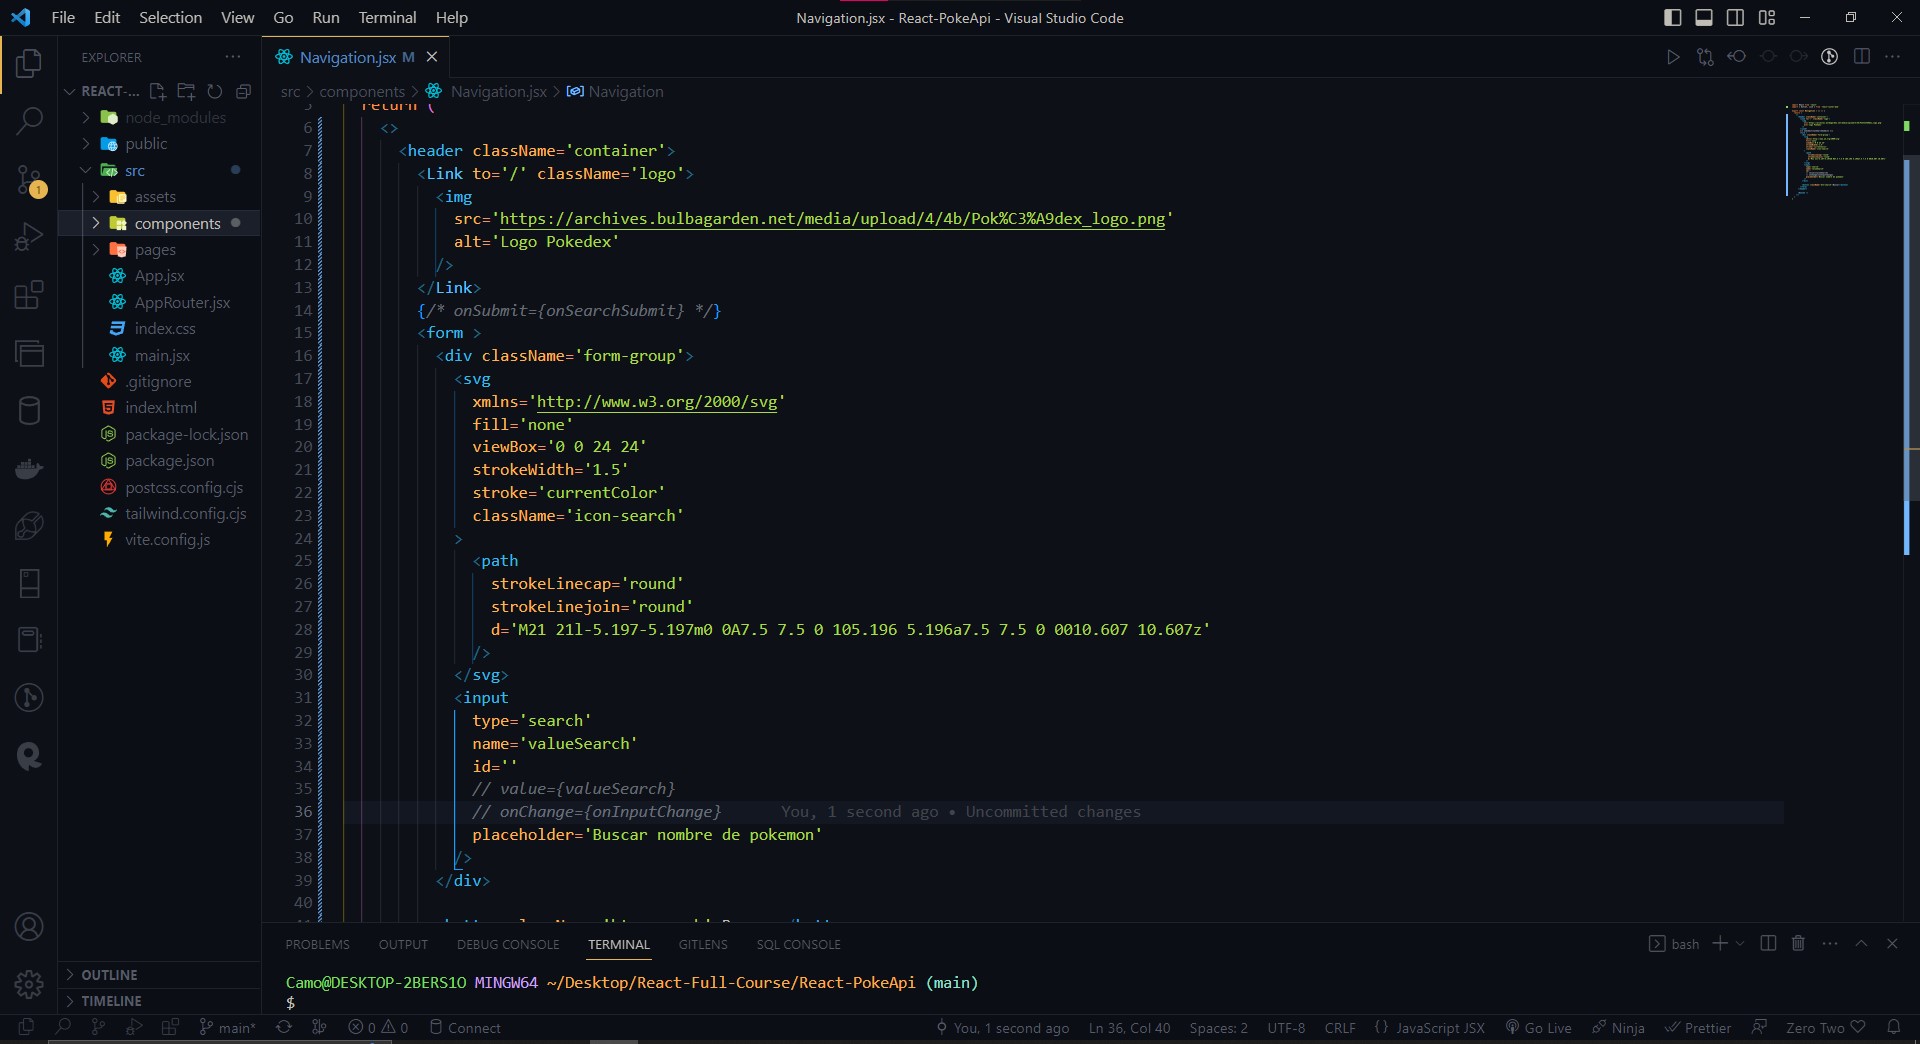 File Edit Selection View Go Run Terminal Help
Navigation.jsx - React-PokeApi - Visual Studio Code
EXPLORER
Navigation.jsx M
REACT-...
src > components > Navigation.jsx > Navigation
node_modules
public
src
assets
components
pages
App.jsx
AppRouter.jsx
index.css
main.jsx
.gitignore
index.html
package-lock.json
package.json
postcss.config.cjs
tailwind.config.cjs
vite.config.js
OUTLINE
TIMELINE
1
5 return (
6 <>
7 <header className='container'>
8 <Link to='/' className='logo'>
9 <img
10 src='https://archives.bulbagarden.net/media/upload/4/4b/Pok%C3%A9dex_logo.png'
11 alt='Logo Pokedex'
12 />
13 </Link>
14 {/* onSubmit={onSearchSubmit} */}
15 <form >
16 <div className='form-group'>
17 <svg
18 xmlns='http://www.w3.org/2000/svg'
19 fill='none'
20 viewBox='0 0 24 24'
21 strokeWidth='1.5'
22 stroke='currentColor'
23 className='icon-search'
24 >
25 <path
26 strokeLinecap='round'
27 strokeLinejoin='round'
28 d='M21 21l-5.197-5.197m0 0A7.5 7.5 0 105.196 5.196a7.5 7.5 0 0010.607 10.607z'
29 />
30 </svg>
31 <input
32 type='search'
33 name='valueSearch'
34 id=''
35 // value={valueSearch}
36 // onChange={onInputChange} You, 1 second ago • Uncommitted changes
37 placeholder='Buscar nombre de pokemon'
38 />
39 </div>
40
PROBLEMS OUTPUT DEBUG CONSOLE TERMINAL GITLENS SQL CONSOLE
bash
Camo@DESKTOP-2BERS1O MINGW64 ~/Desktop/React-Full-Course/React-PokeApi (main)
$
main* 0 0 Connect
You, 1 second ago Ln 36, Col 40 Spaces: 2 UTF-8 CRLF {} JavaScript JSX Go Live Ninja Prettier Zero Two